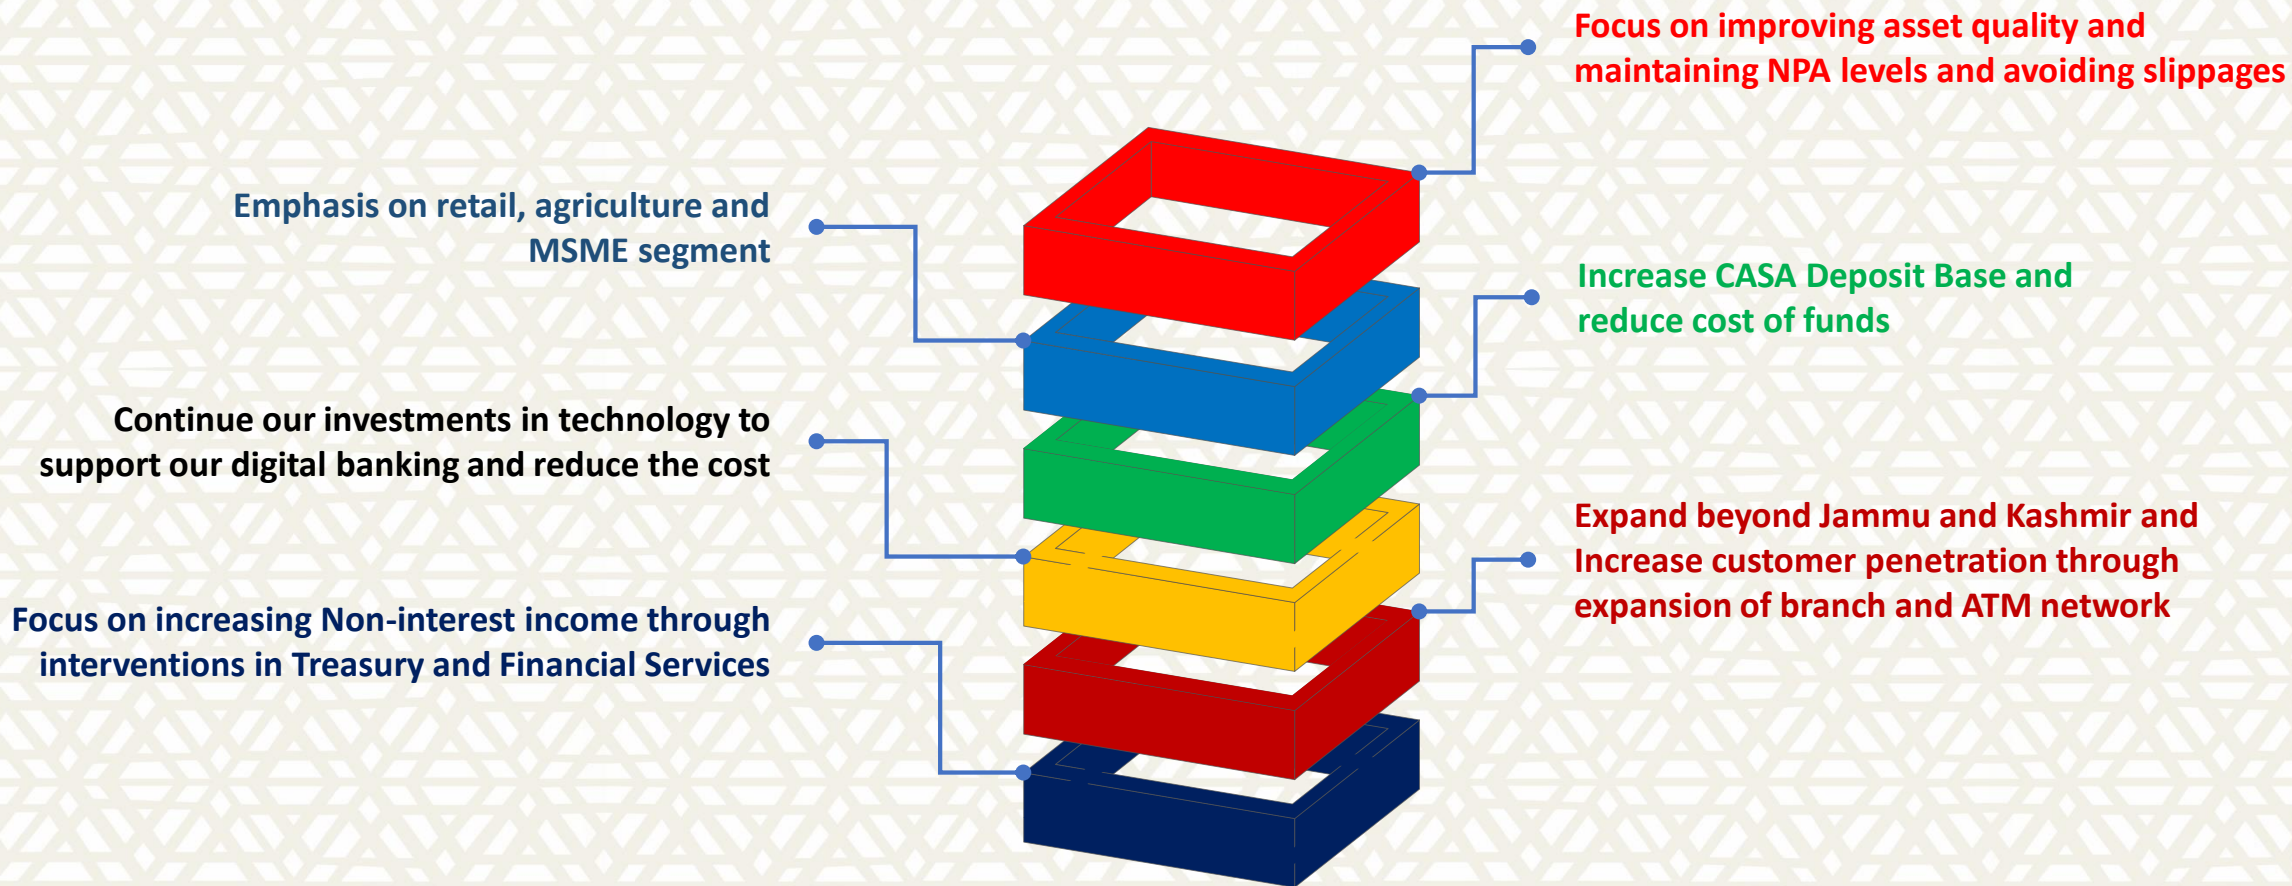 Focus on improving asset quality and
maintaining NPA levels and avoiding slippages
Emphasis on retail, agriculture and
MSME segment
Increase CASA Deposit Base and
reduce cost of funds
Continue our investments in technology to
support our digital banking and reduce the cost
Expand beyond Jammu and Kashmir and
Increase customer penetration through
expansion of branch and ATM network
Focus on increasing Non-interest income through
interventions in Treasury and Financial Services